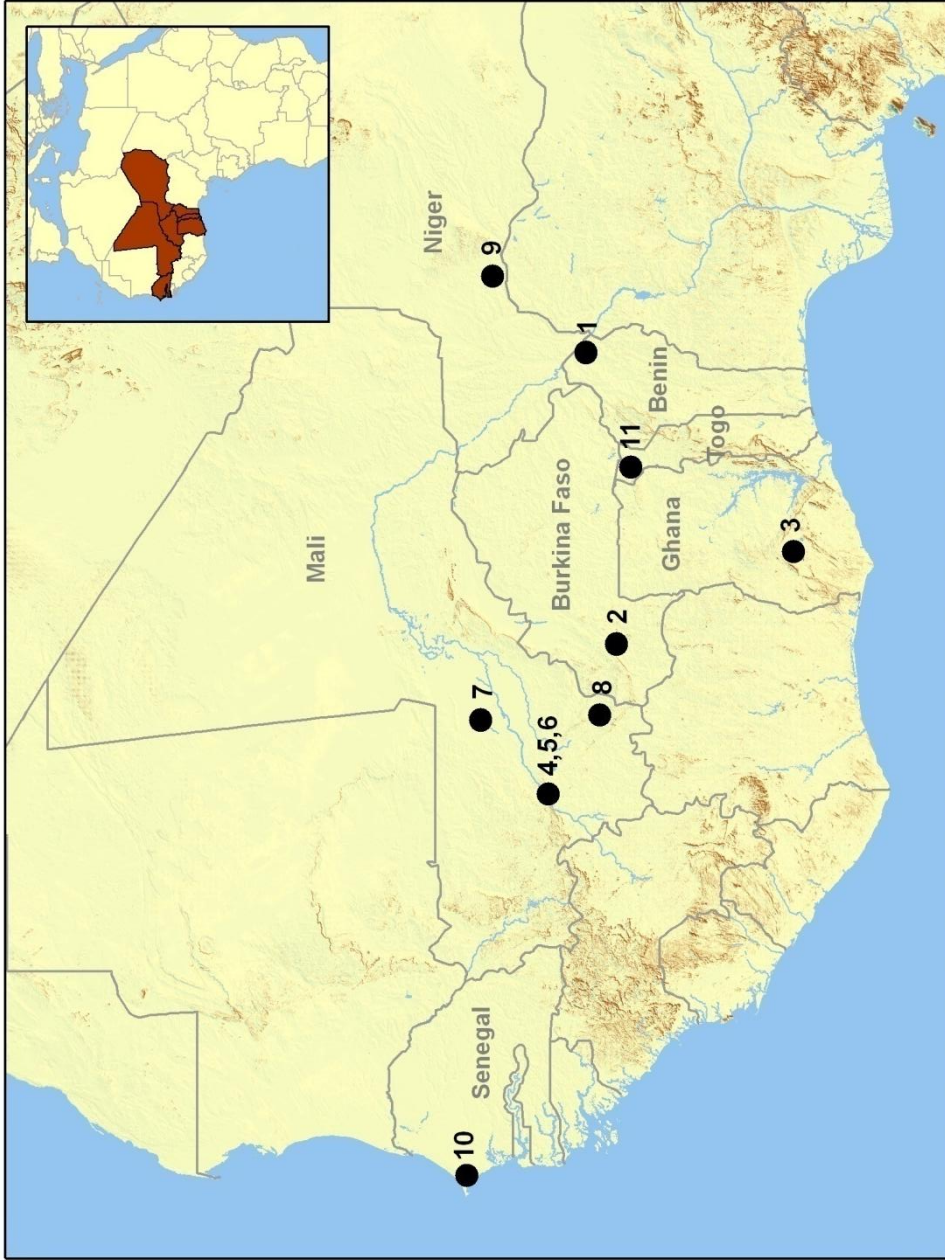 Mali
Niger
10
Senegal
7
9
4,5,6
Burkina Faso
1
8
2
11
Benin
Ghana
Togo
3